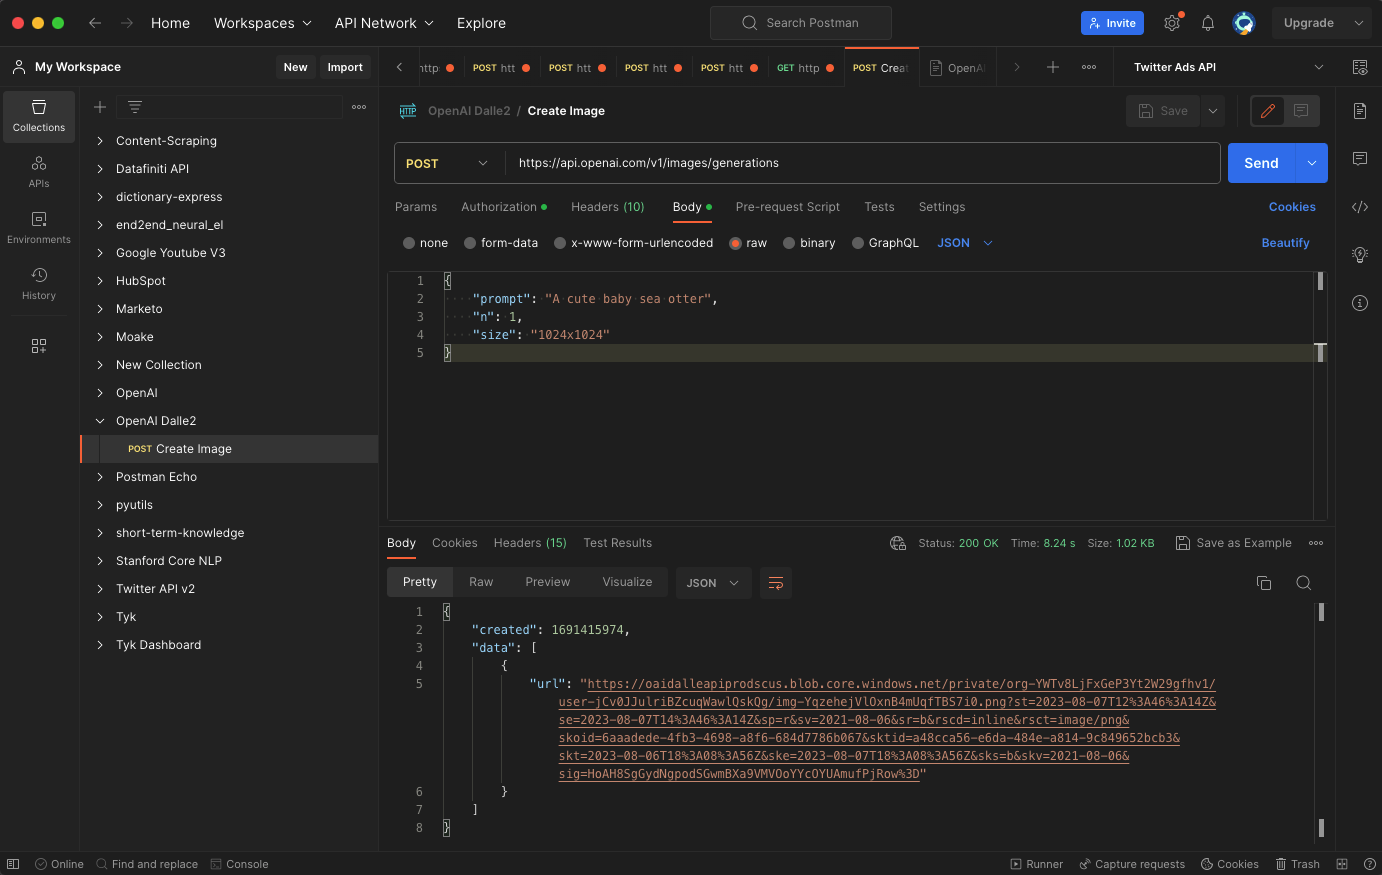 Home Workspaces API Network Explore Search Postman Invite Upgrade
My Workspace New Import
https POST htt POST htt POST htt POST htt GET http POST Crea OpenAI Twitter Ads API
Collections
APIs
Environments
History
Content-Scraping
Datafiniti API
dictionary-express
end2end_neural_el
Google Youtube V3
HubSpot
Marketo
Moake
New Collection
OpenAI
OpenAI Dalle2
POST Create Image
Postman Echo
pyutils
short-term-knowledge
Stanford Core NLP
Twitter API v2
Tyk
Tyk Dashboard
HTTP OpenAI Dalle2 / Create Image Save
POST https://api.openai.com/v1/images/generations Send
Params Authorization Headers (10) Body Pre-request Script Tests Settings Cookies
none form-data x-www-form-urlencoded raw binary GraphQL JSON Beautify
1 {
2 "prompt": "A cute baby sea otter",
3 "n": 1,
4 "size": "1024x1024"
5 }
Body Cookies Headers (15) Test Results Status: 200 OK Time: 8.24 s Size: 1.02 KB Save as Example
Pretty Raw Preview Visualize JSON
1 {
2 "created": 1691415974,
3 "data": [
4 {
5 "url": "https://oaidalleapiprodscus.blob.core.windows.net/private/org-YWTv8LjFxGeP3Yt2W29gfhv1/
user-jCv0JJulriBZcuqWawlQskQg/img-YqzehejVlOxnB4mUqfTBS7i0.png?st=2023-08-07T12%3A46%3A14Z&
se=2023-08-07T14%3A46%3A14Z&sp=r&sv=2021-08-06&sr=b&rscd=inline&rsct=image/png&
skoid=6aaadede-4fb3-4698-a8f6-684d7786b067&sktid=a48cca56-e6da-484e-a814-9c849652bcb3&
skt=2023-08-06T18%3A08%3A56Z&ske=2023-08-07T18%3A08%3A56Z&sks=b&skv=2021-08-06&
sig=HoAH8SgGydNgpodSGwmBXa9VMVOoYYcOYUAmufPjRow%3D"
6 }
7 ]
8 }
Online Find and replace Console Runner Capture requests Cookies Trash